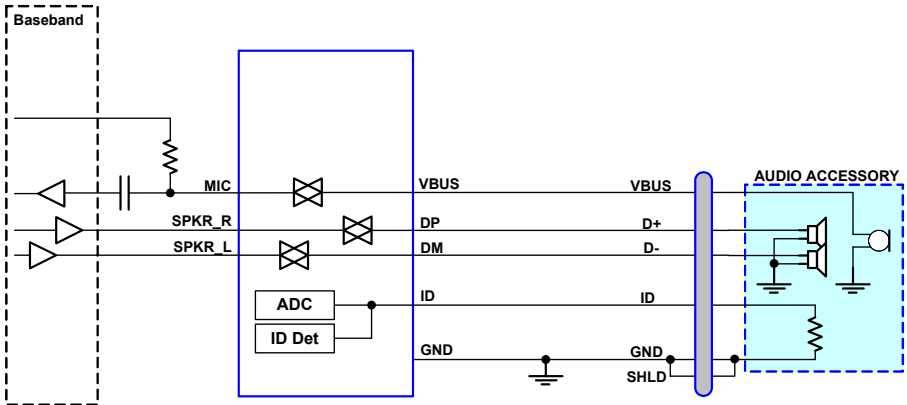 Baseband
MIC
VBUS
VBUS
AUDIO ACCESSORY
SPKR_R
DP
D+
SPKR_L
DM
D-
ADC
ID
ID
ID Det
GND
GND
SHLD